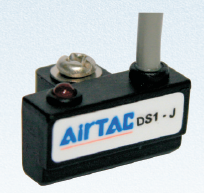 AirTAC DS1 - J